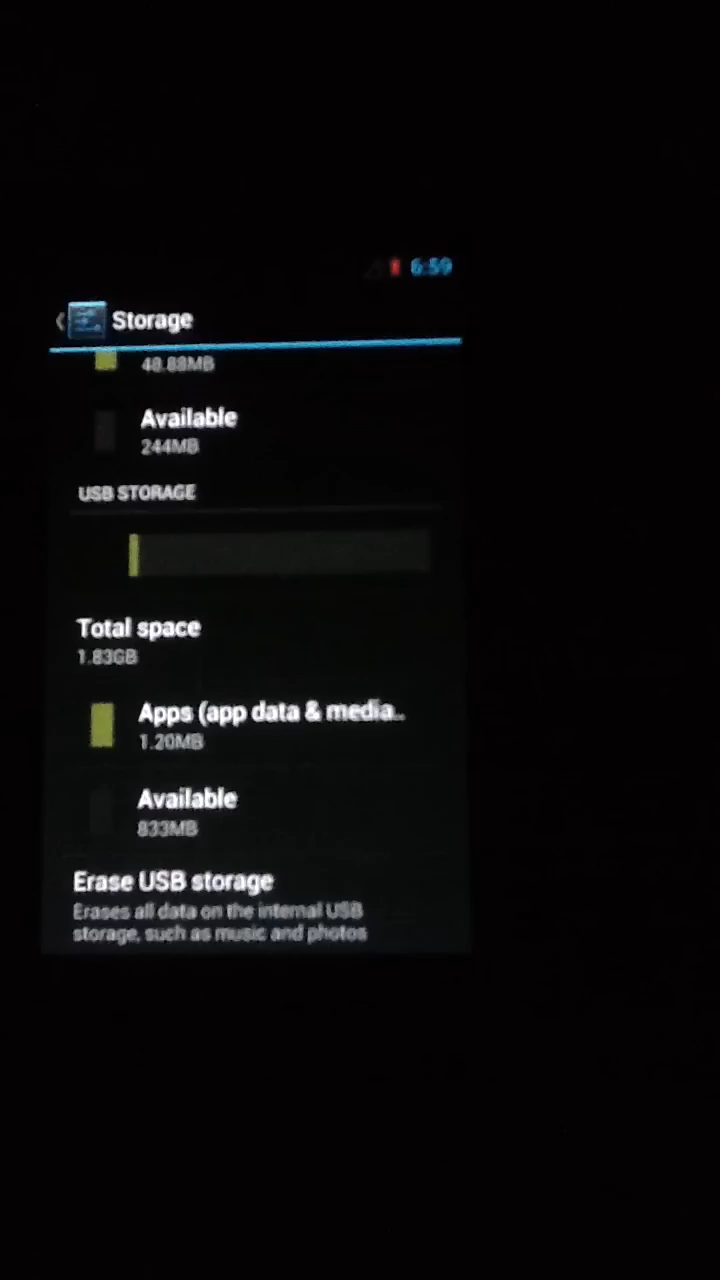 6:59
Storage
48.88MB
Available
244MB
USB STORAGE
Total space
1.83GB
Apps (app data & media..
1.20MB
Available
833MB
Erase USB storage
Erases all data on the internal USB
storage, such as music and photos